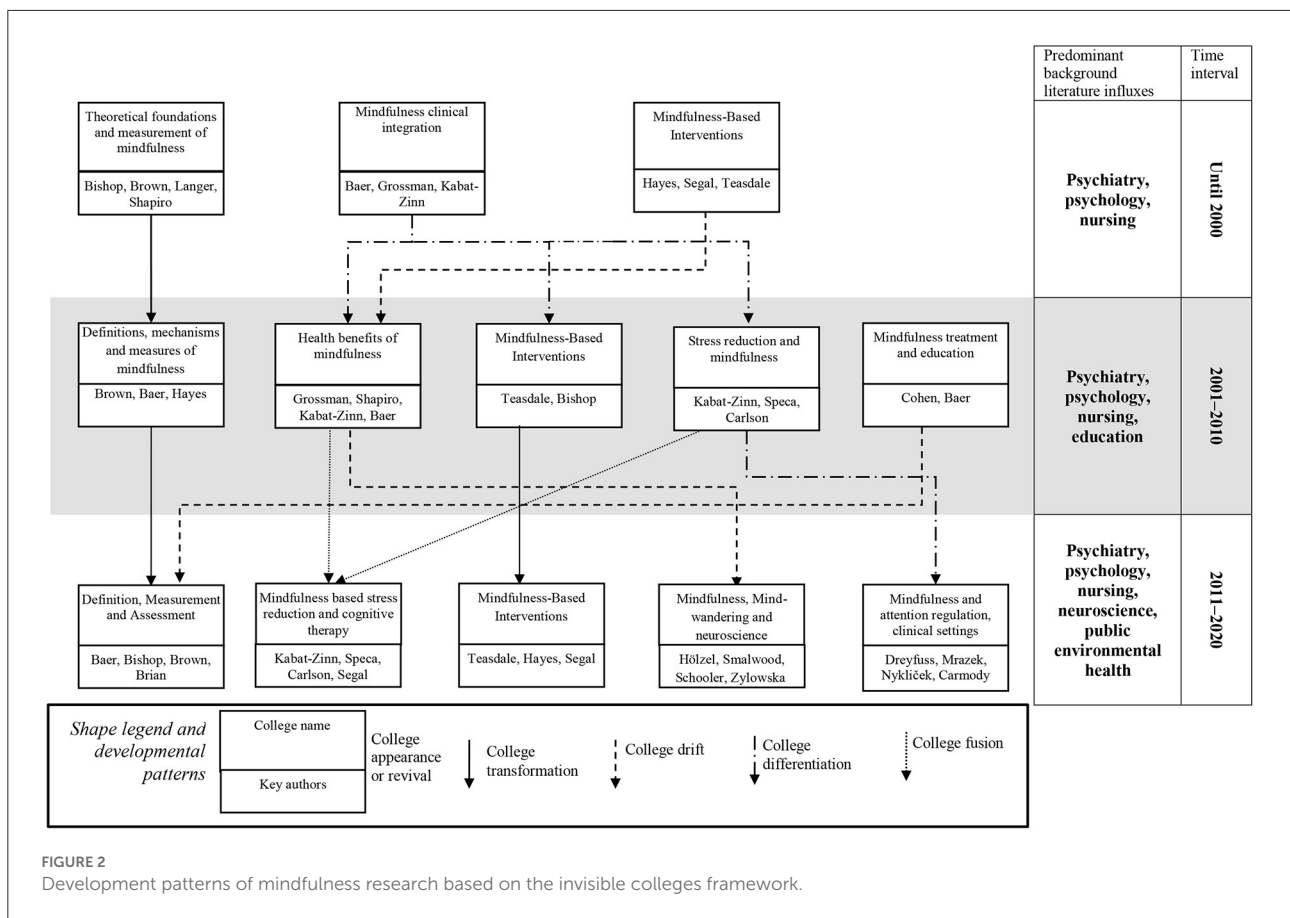 Predominant
background
literature influxes
Time
interval
Theoretical foundations
and measurement of
mindfulness
Bishop, Brown, Langer,
Shapiro
Mindfulness clinical
integration
Baer, Grossman, Kabat-
Zinn
Mindfulness-Based
Interventions
Hayes, Segal, Teasdale
Psychiatry,
psychology,
nursing
Until 2000
Definitions, mechanisms
and measures of
mindfulness
Brown, Baer, Hayes
Health benefits of
mindfulness
Grossman, Shapiro,
Kabat-Zinn, Baer
Mindfulness-Based
Interventions
Teasdale, Bishop
Stress reduction and
mindfulness
Kabat-Zinn, Speca,
Carlson
Mindfulness treatment
and education
Cohen, Baer
Psychiatry,
psychology,
nursing,
education
2001–2010
Definition, Measurement
and Assessment
Baer, Bishop, Brown,
Brian
Mindfulness based stress
reduction and cognitive
therapy
Kabat-Zinn, Speca,
Carlson, Segal
Mindfulness-Based
Interventions
Teasdale, Hayes, Segal
Mindfulness, Mind-
wandering and
neuroscience
Hölzel, Smalwood,
Schooler, Zylowska
Mindfulness and
attention regulation,
clinical settings
Dreyfuss, Mrazek,
Nykliček, Carmody
Psychiatry,
psychology,
nursing,
neuroscience,
public
environmental
health
2011–2020
Shape legend and
developmental
patterns
College name
Key authors
College
appearance
or revival
College
transformation
College drift
College
differentiation
College fusion
FIGURE 2
Development patterns of mindfulness research based on the invisible colleges framework.